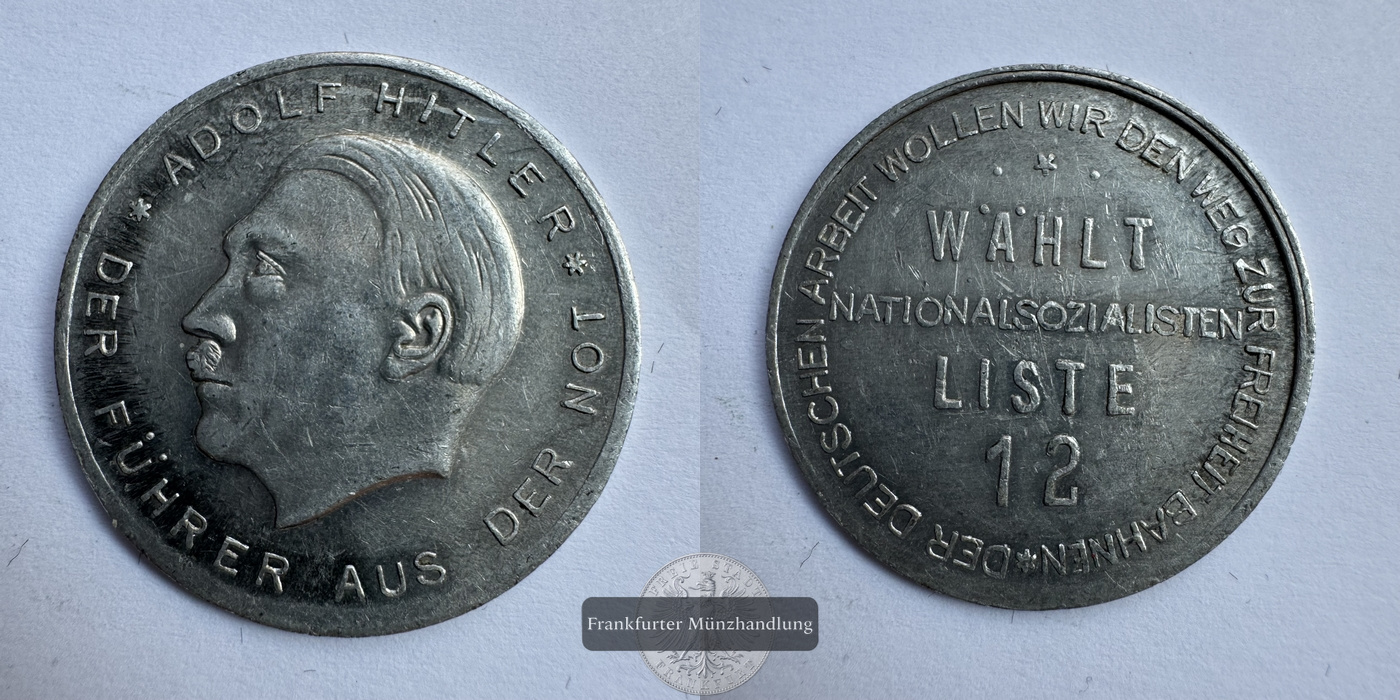 * ADOLF HITLER *
DER FÜHRER AUS DER NOT
DER DEUTSCHEN ARBEIT WOLLEN WIR DEN WEG ZUR FREIHEIT BAHNEN *
WÄHLT
NATIONALSOZIALISTEN
LISTE
12
Frankfurter Münzhandlung